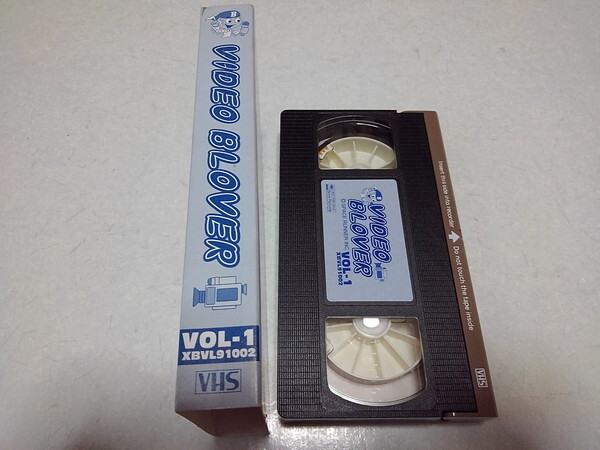 VIDEO BLOVER
VOL-1
XBVL91002
VHS
VIDEO
BLOVER
VOL-1
XBVL91002
© SPACE RUNNER INC.
Insert this side into recorder
Do not touch the tape inside
VHS